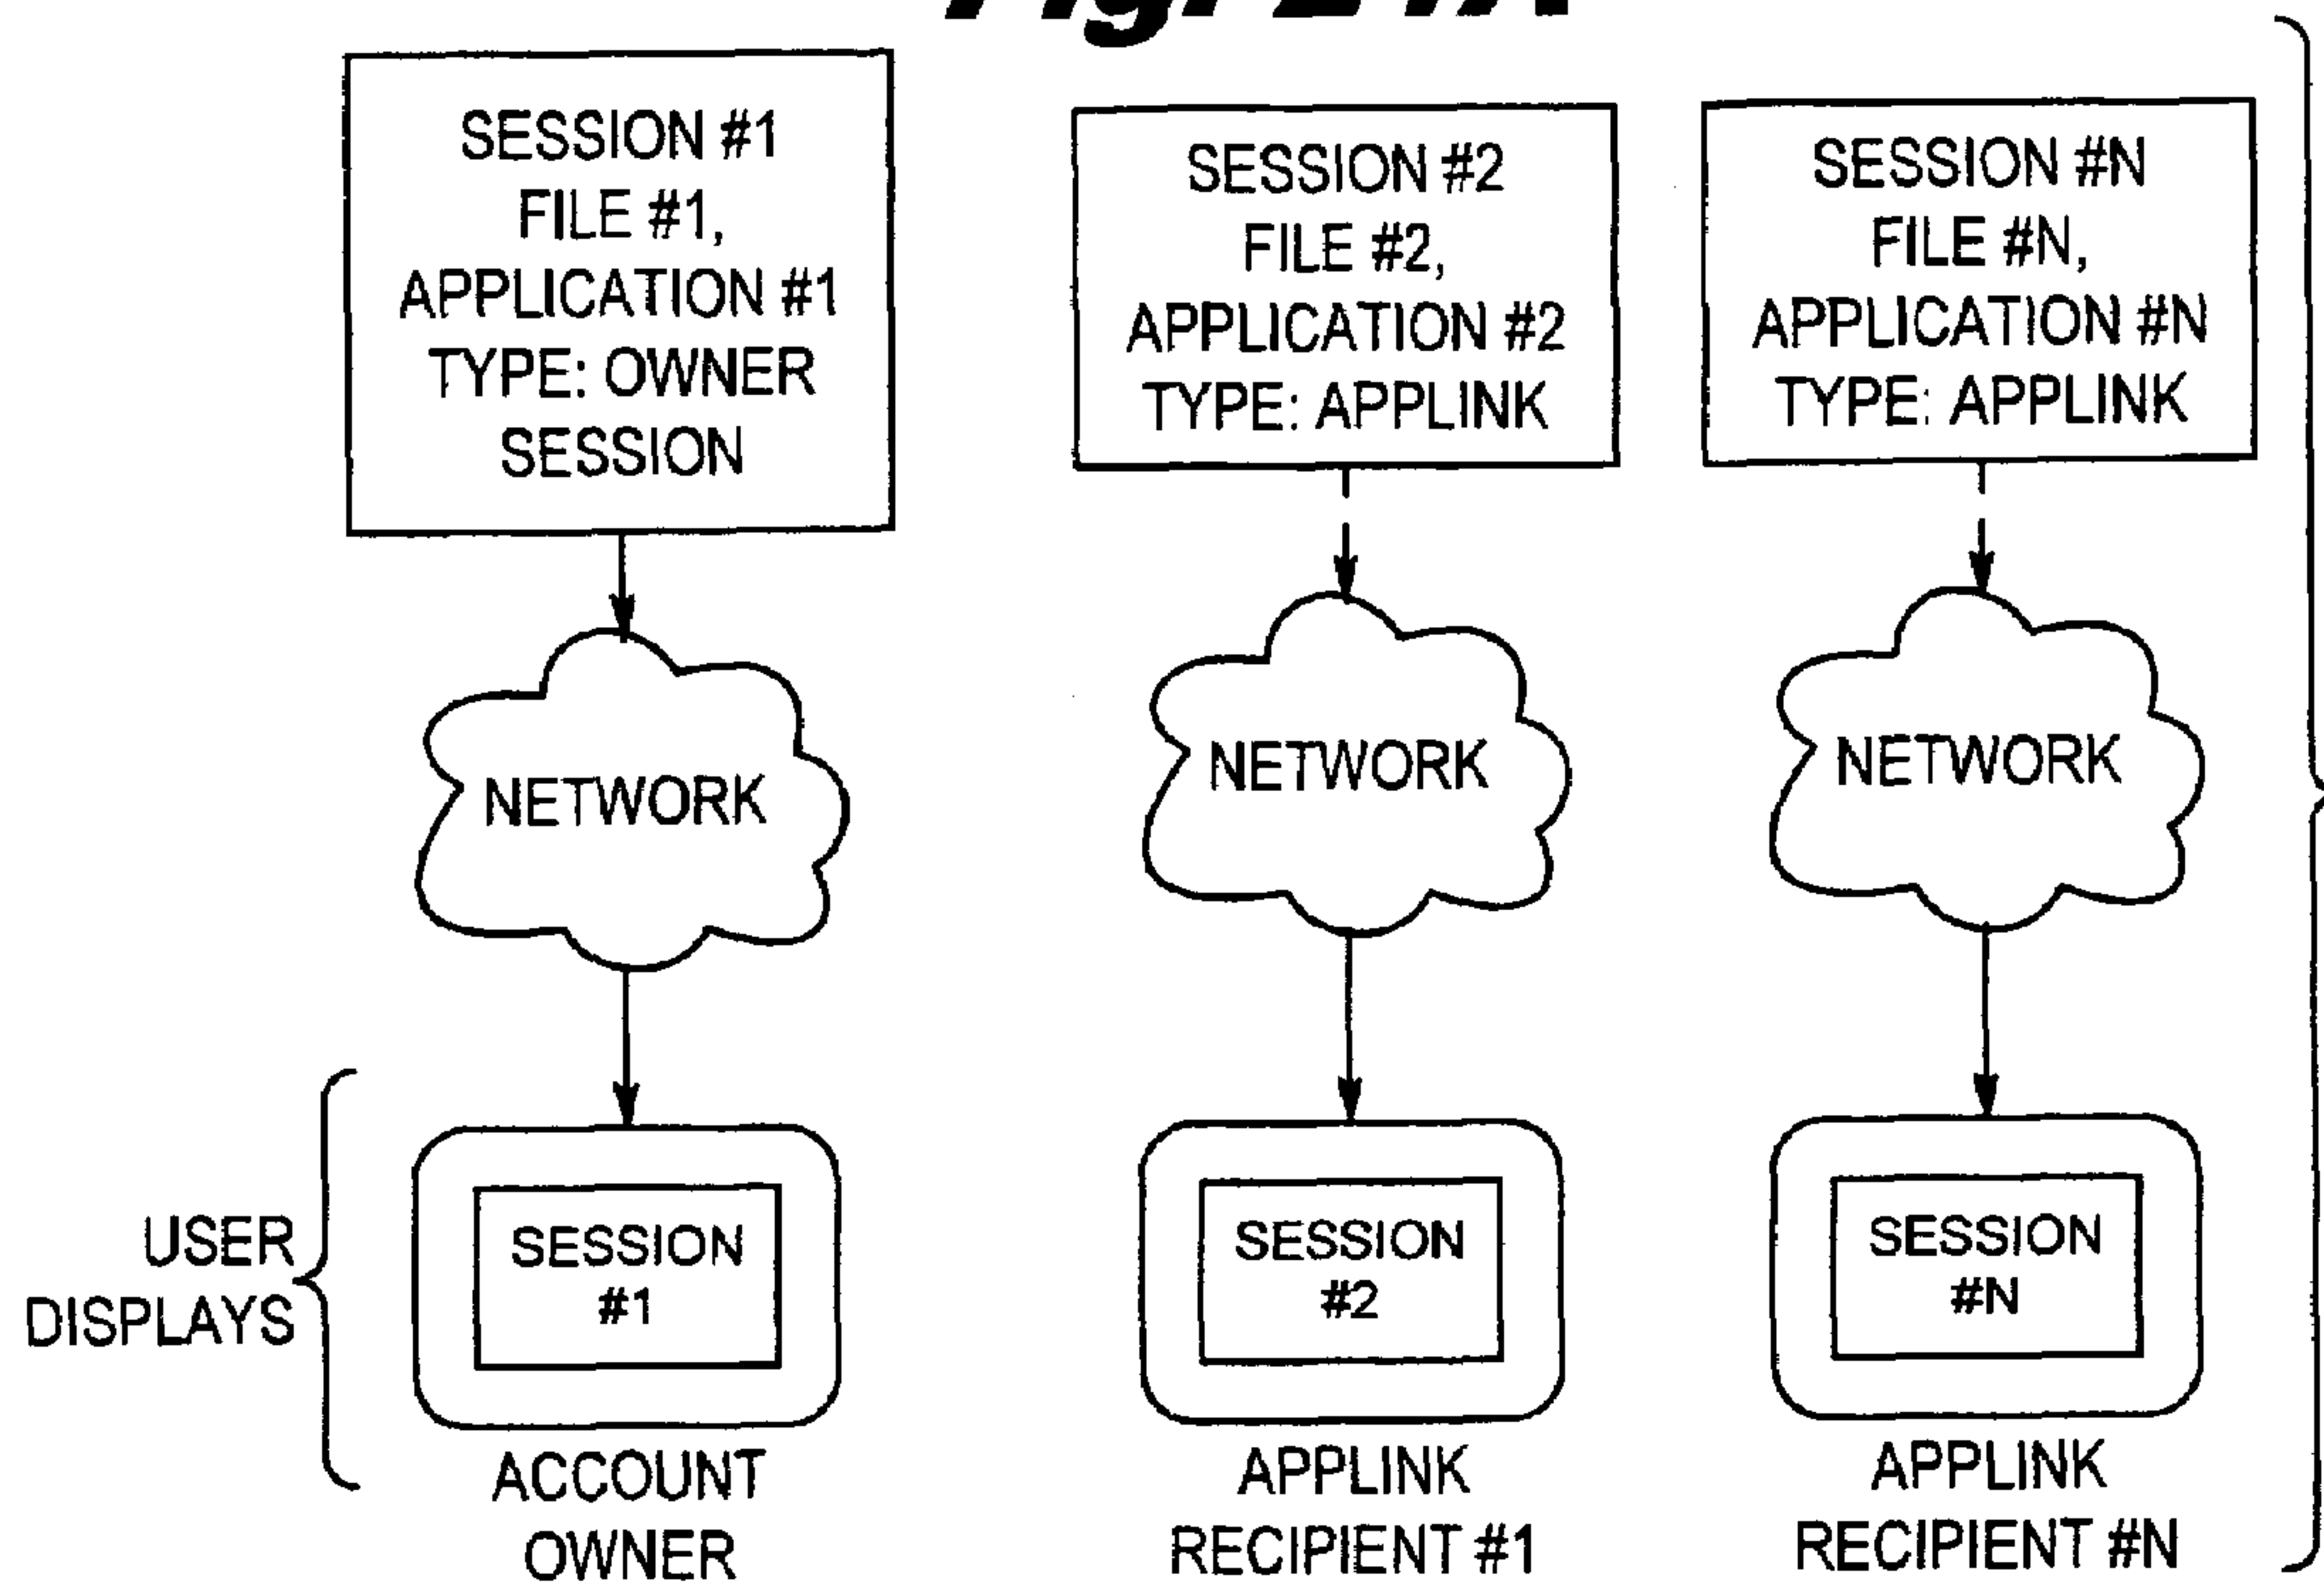 SESSION #1
FILE #1,
APPLICATION #1
TYPE: OWNER
SESSION
SESSION #2
FILE #2,
APPLICATION #2
TYPE: APPLINK
SESSION #N
FILE #N,
APPLICATION #N
TYPE: APPLINK
NETWORK
NETWORK
NETWORK
USER
DISPLAYS
SESSION
#1
SESSION
#2
SESSION
#N
ACCOUNT
OWNER
APPLINK
RECIPIENT #1
APPLINK
RECIPIENT #N